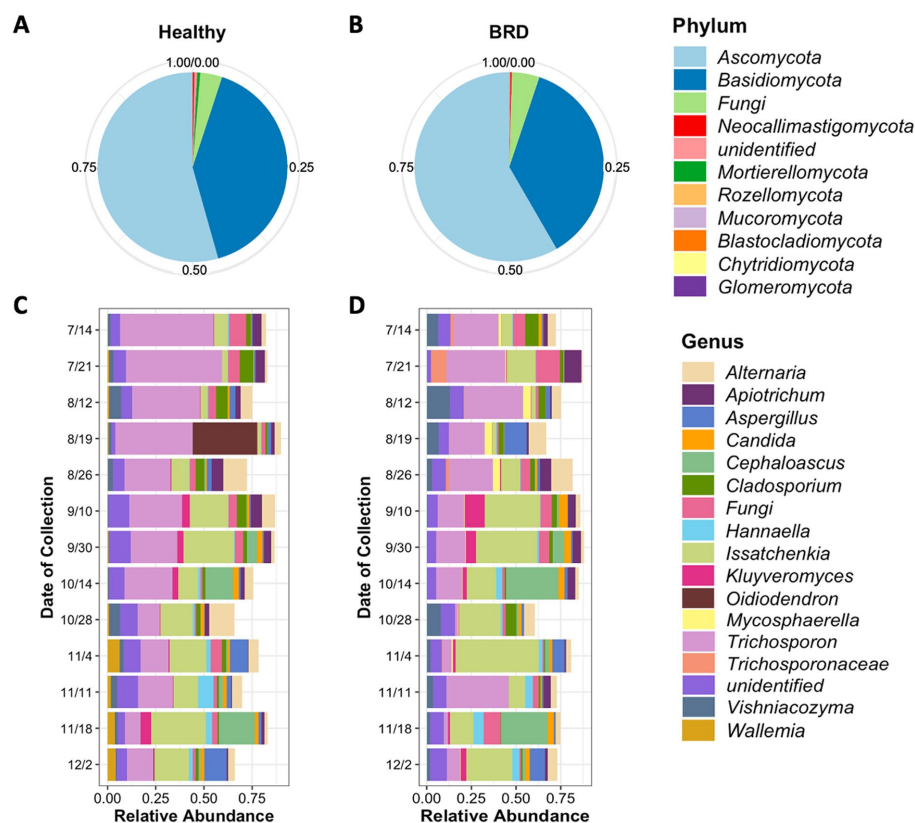 A
Healthy
1.00/0.00
0.75
0.25
0.50
B
BRD
1.00/0.00
0.75
0.25
0.50
Phylum
Ascomycota
Basidiomycota
Fungi
Neocallimastigomycota
unidentified
Mortierellomycota
Rozellomycota
Mucoromycota
Blastocladiomycota
Chytridiomycota
Glomeromycota
C
Date of Collection
7/14
7/21
8/12
8/19
8/26
9/10
9/30
10/14
10/28
11/4
11/11
11/18
12/2
0.00 0.25 0.50 0.75
Relative Abundance
D
Date of Collection
7/14
7/21
8/12
8/19
8/26
9/10
9/30
10/14
10/28
11/4
11/11
11/18
12/2
0.00 0.25 0.50 0.75
Relative Abundance
Genus
Alternaria
Apiotrichum
Aspergillus
Candida
Cephaloascus
Cladosporium
Fungi
Hannaella
Issatchenkia
Kluyveromyces
Oidiodendron
Mycosphaerella
Trichosporon
Trichosporonaceae
unidentified
Vishniacozyma
Wallemia